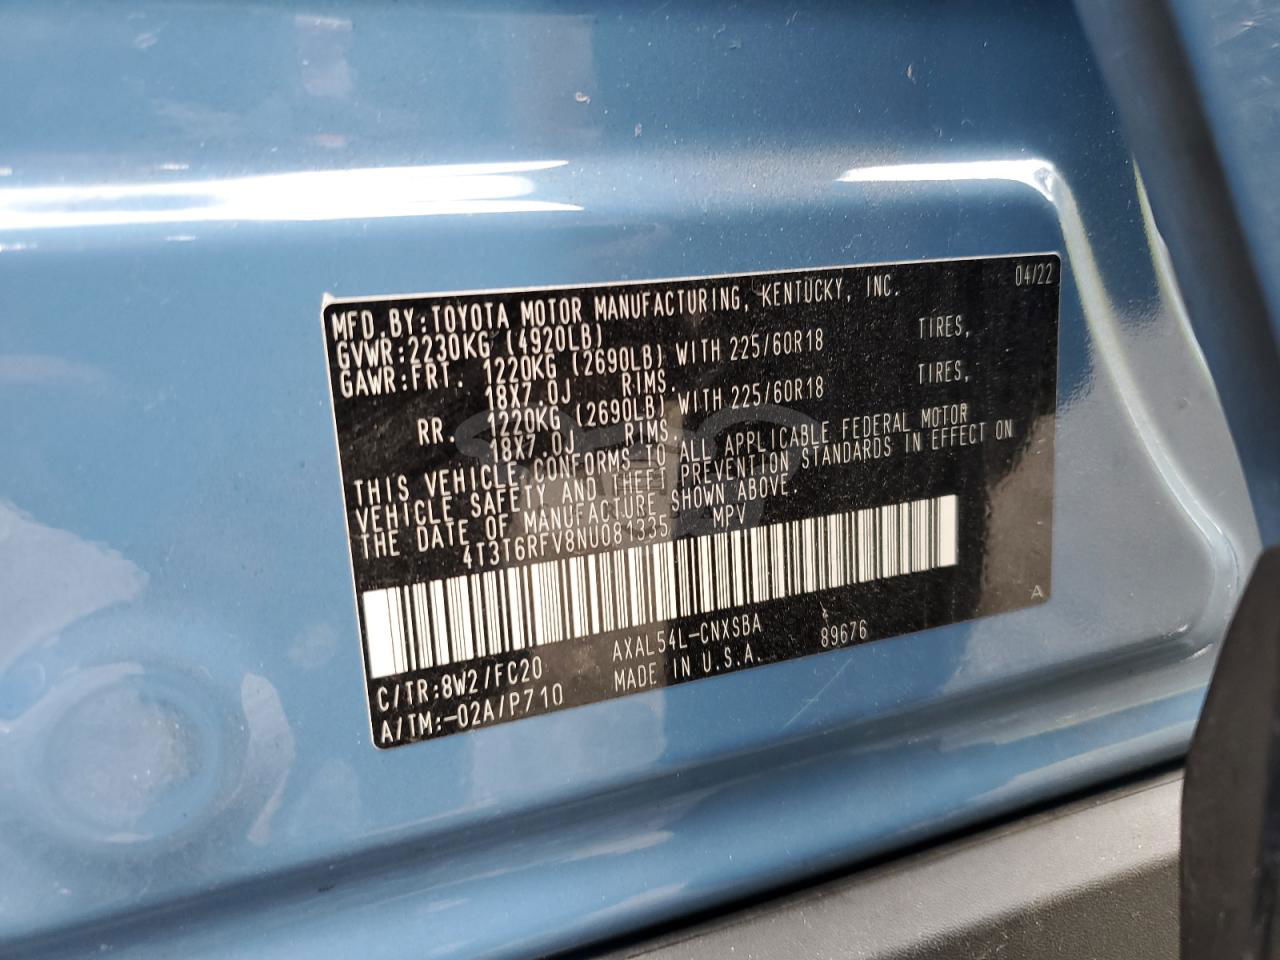 MFD.BY:TOYOTA MOTOR MANUFACTURING, KENTUCKY, INC. 04/22
GVWR:2230KG (4920LB)
GAWR:FRT. 1220KG (2690LB) WITH 225/60R18 TIRES,
18X7.0J RIMS.
RR. 1220KG (2690LB) WITH 225/60R18 TIRES,
18X7.0J RIMS.
THIS VEHICLE CONFORMS TO ALL APPLICABLE FEDERAL MOTOR
VEHICLE SAFETY AND THEFT PREVENTION STANDARDS IN EFFECT ON
THE DATE OF MANUFACTURE SHOWN ABOVE.
4T3T6RFV8NU081335 MPV
C/TR:8W2/FC20 AXAL54L-CNXSBA A
A/TM:-02A/P710 MADE IN U.S.A. 89676